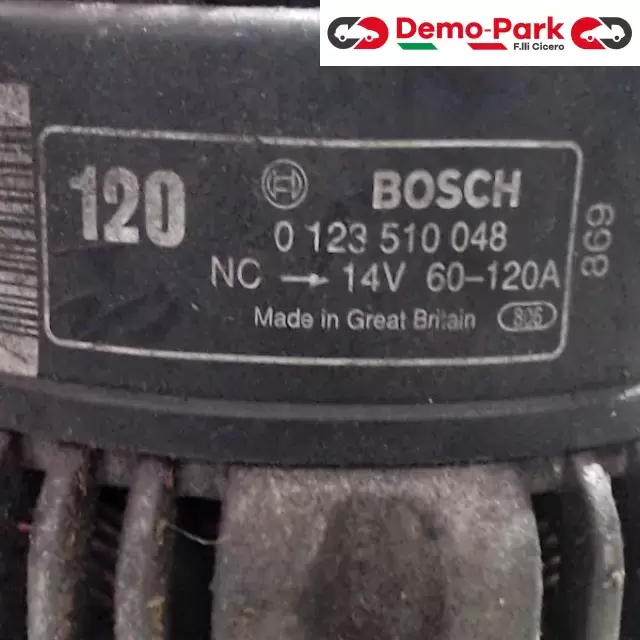 Demo-Park
F.lli Cicero
120
BOSCH
0 123 510 048
NC → 14V 60-120A
Made in Great Britain 806
869